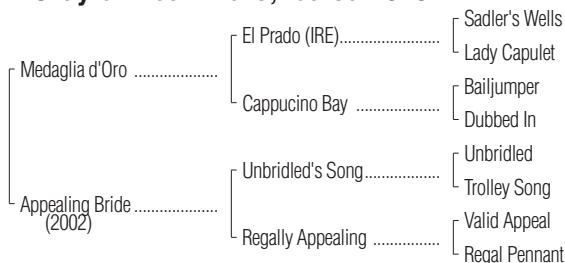 El Prado (IRE)....................
Sadler's Wells
Lady Capulet
Medaglia d'Oro ...................
Cappucino Bay ...................
Bailjumper
Dubbed In
Appealing Bride ...................
(2002)
Unbridled's Song.................
Unbridled
Trolley Song
Regally Appealing ...............
Valid Appeal
Regal Pennant